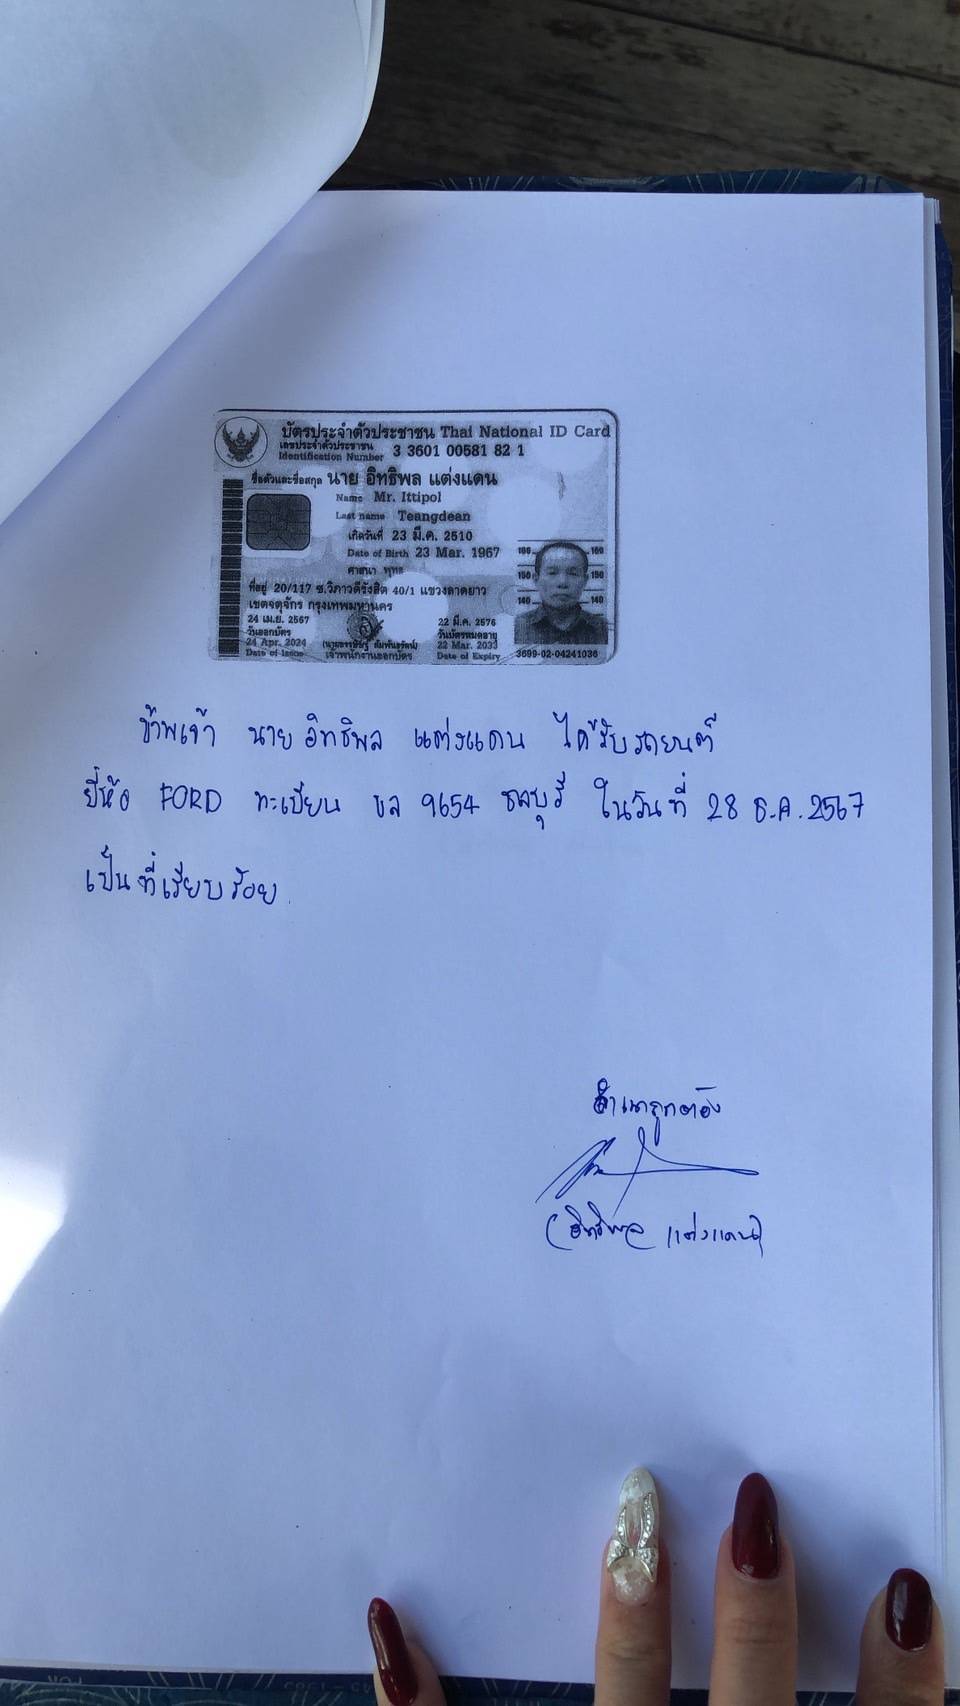 บัตรประจำตัวประชาชน Thai National ID Card
เลขประจำตัวประชาชน
Identification Number 3 3601 00581 82 1
ชื่อตัวและชื่อสกุล นาย อิทธิพล แต่งแดน
Name Mr. Ittipol
Last name Teangdean
เกิดวันที่ 23 มี.ค. 2510
Date of Birth 23 Mar. 1967
ศาสนา พุทธ
ที่อยู่ 20/117 ซ.วิภาวดีรังสิต 40/1 แขวงลาดยาว
เขตจตุจักร กรุงเทพมหานคร
24 เม.ย. 2567
วันออกบัตร
24 Apr. 2024
Date of Issue
เจ้าพนักงานออกบัตร
22 มี.ค. 2576
วันบัตรหมดอายุ
22 Mar. 2033
Date of Expiry
160 160
150 150
140 140
3699-02-04241036
ข้าพเจ้า นาย อิทธิพล แต่งแดน ได้รับรถยนต์
ยี่ห้อ FORD ทะเบียน ขล 9654 ชลบุรี ในวันที่ 28 ธ.ค.2567
เป็นที่เรียบร้อย
สำเนาถูกต้อง
(อิทธิพล แต่งแดน)